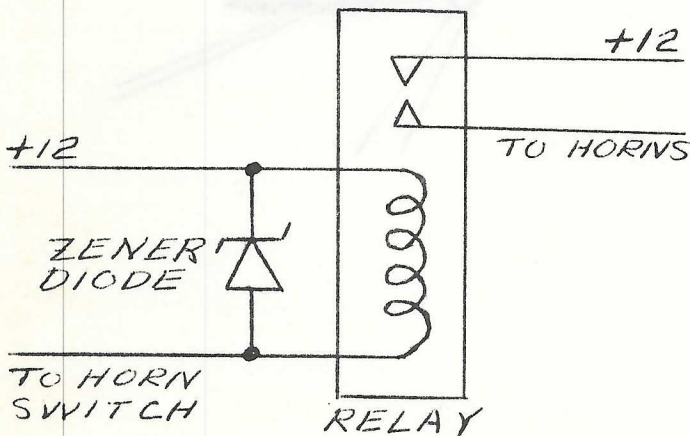 +12
TO HORNS
+12
ZENER
DIODE
TO HORN
SWITCH
RELAY